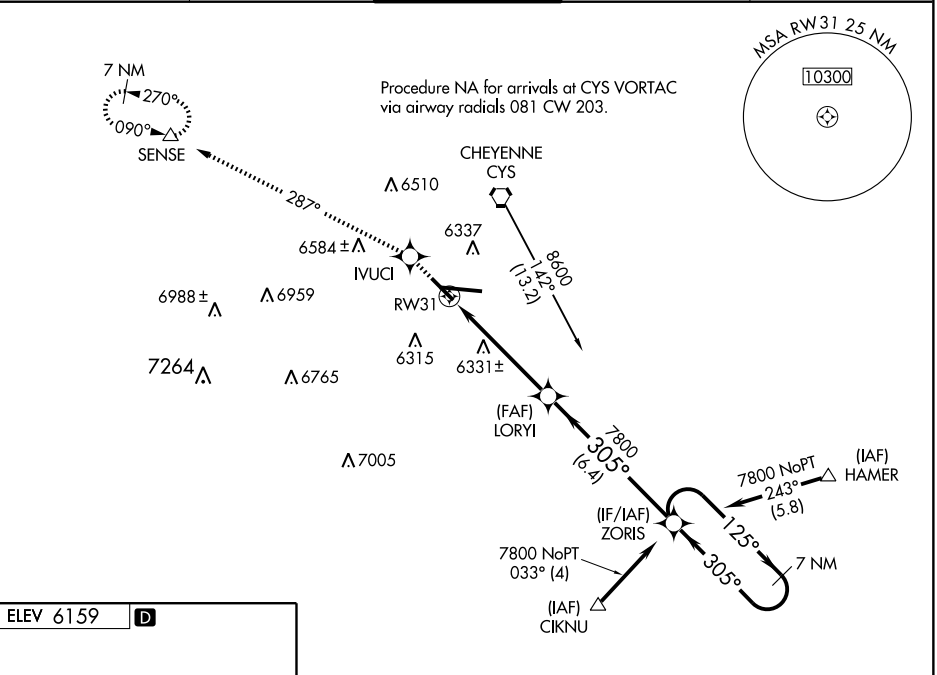 MSA RW31 25 NM
10300
7 NM
270°
090°
SENSE
Procedure NA for arrivals at CYS VORTAC
via airway radials 081 CW 203.
CHEYENNE
CYS
6510
287°
6584 ±
6337
8600
142°
(13.2)
IVUCI
6988 ±
6959
RW31
6315
6331±
7264
6765
(FAF)
LORYI
7800
305°
(6.4)
7005
7800 NoPT
243°
(5.8)
(IAF)
HAMER
(IF/IAF)
ZORIS
125°
305°
7 NM
7800 NoPT
033° (4)
(IAF)
CIKNU
ELEV 6159 D